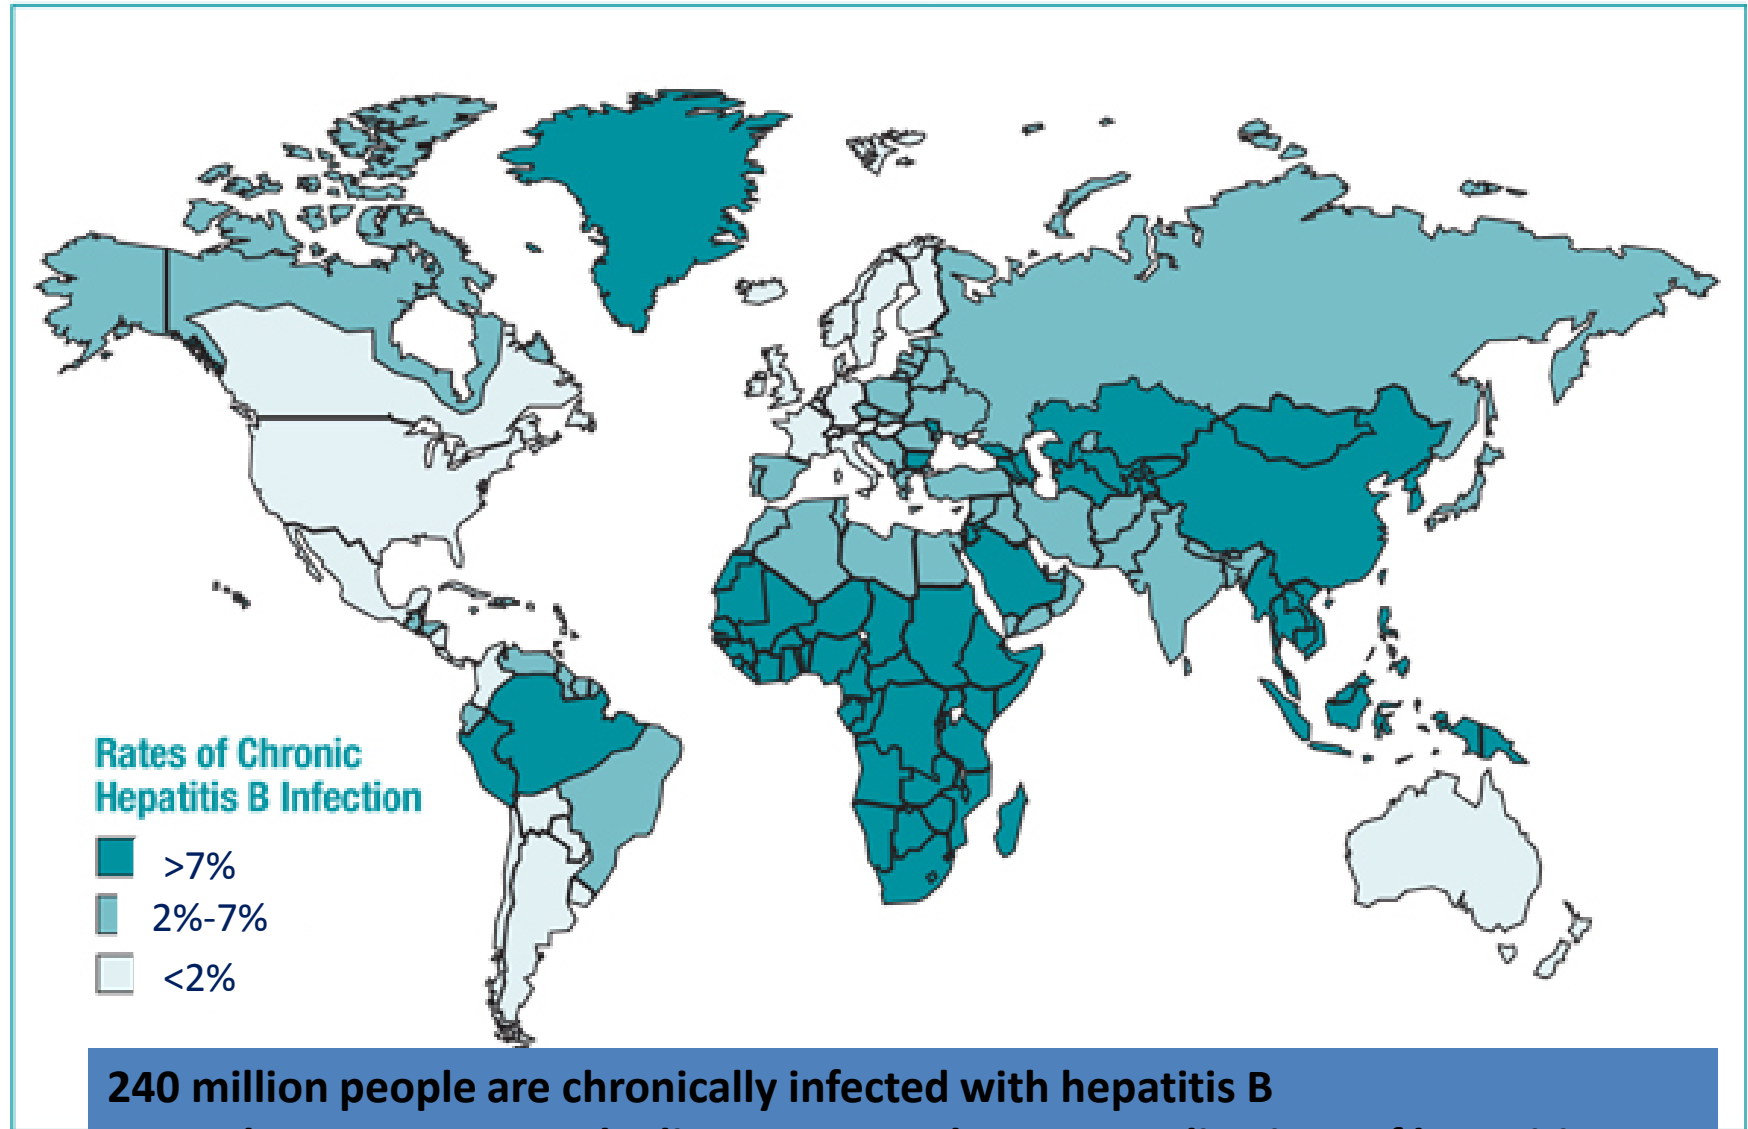 Rates of Chronic
Hepatitis B Infection
>7%
2%-7%
<2%
240 million people are chronically infected with hepatitis B